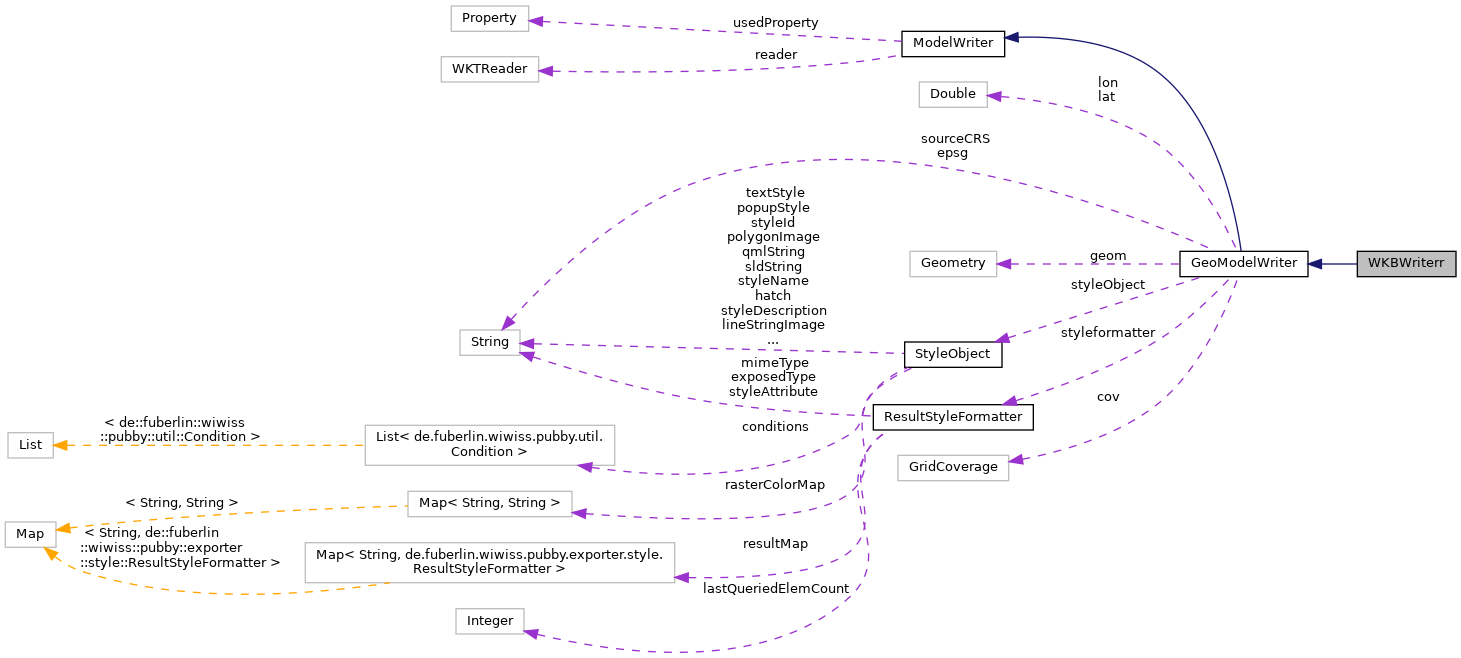 Property
usedProperty
ModelWriter
reader
WKTReader
Double
lon
lat
sourceCRS
epsg
textStyle
popupStyle
styleId
polygonImage
qmlString
sldString
styleName
hatch
styleDescription
lineStringImage
...
Geometry
geom
GeoModelWriter
WKBWriterr
styleObject
String
StyleObject
styleformatter
mimeType
exposedType
styleAttribute
ResultStyleFormatter
cov
List
< de::fuberlin::wiwiss
::pubby::util::Condition >
List< de.fuberlin.wiwiss.pubby.util.
Condition >
conditions
GridCoverage
rasterColorMap
Map
< String, String >
Map< String, String >
< String, de::fuberlin
::wiwiss::pubby::exporter
::style::ResultStyleFormatter >
Map< String, de.fuberlin.wiwiss.pubby.exporter.style.
ResultStyleFormatter >
resultMap
lastQueriedElemCount
Integer